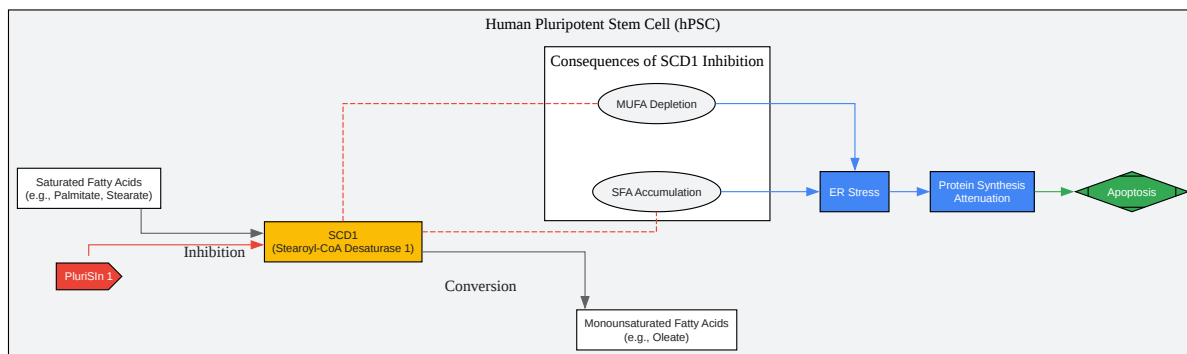 Human Pluripotent Stem Cell (hPSC)
Consequences of SCD1 Inhibition
MUFA Depletion
Saturated Fatty Acids
(e.g., Palmitate, Stearate)
SFA Accumulation
ER Stress
Protein Synthesis
Attenuation
Apoptosis
SCD1
(Stearoyl-CoA Desaturase 1)
Inhibition
PluriSIn 1
Conversion
Monounsaturated Fatty Acids
(e.g., Oleate)